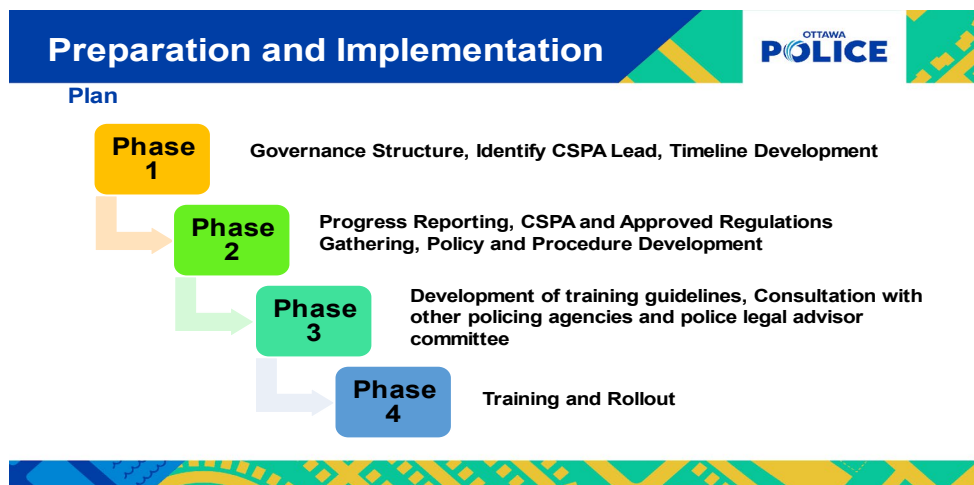 Preparation and Implementation
OTTAWA
POLICE
Plan
Phase
1
Governance Structure, Identify CSPA Lead, Timeline Development
Phase
2
Progress Reporting, CSPA and Approved Regulations
Gathering, Policy and Procedure Development
Phase
3
Development of training guidelines, Consultation with
other policing agencies and police legal advisor
committee
Phase
4
Training and Rollout